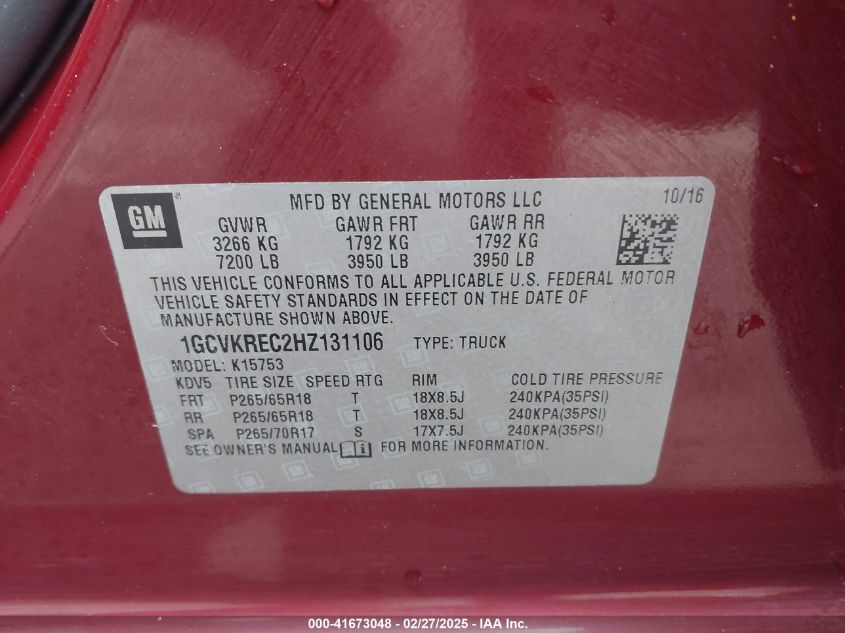 GM
®
MFD BY GENERAL MOTORS LLC 10/16
GVWR GAWR FRT GAWR RR
3266 KG 1792 KG 1792 KG
7200 LB 3950 LB 3950 LB
THIS VEHICLE CONFORMS TO ALL APPLICABLE U.S. FEDERAL MOTOR
VEHICLE SAFETY STANDARDS IN EFFECT ON THE DATE OF
MANUFACTURE SHOWN ABOVE.
1GCVKREC2HZ131106 TYPE: TRUCK
MODEL: K15753
KDV5 TIRE SIZE SPEED RTG RIM COLD TIRE PRESSURE
FRT P265/65R18 T 18X8.5J 240KPA(35PSI)
RR P265/65R18 T 18X8.5J 240KPA(35PSI)
SPA P265/70R17 S 17X7.5J 240KPA(35PSI)
SEE OWNER'S MANUAL FOR MORE INFORMATION.
000-41673048 - 02/27/2025 - IAA Inc.